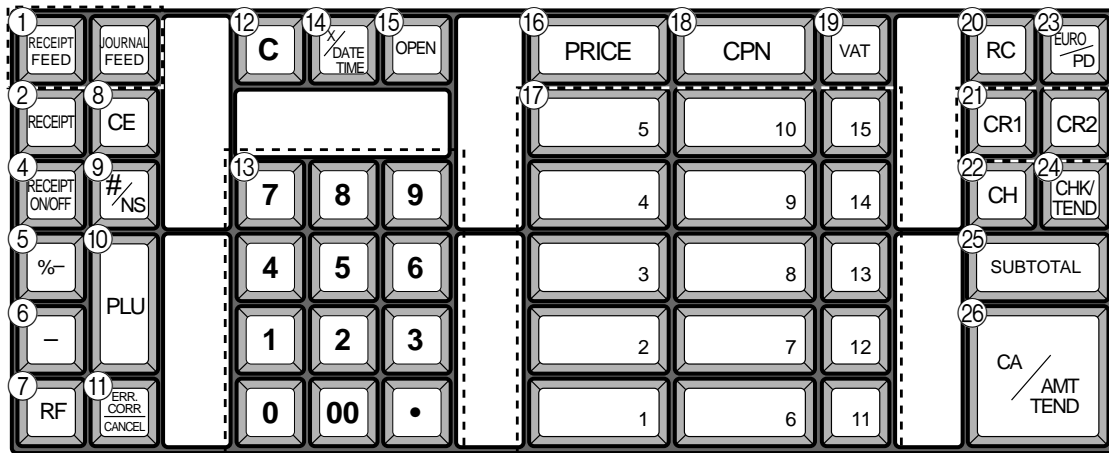 ① ⑫ ⑭ ⑮ ⑯ ⑱ ⑲ ⑳ ㉓
RECEIPT FEED JOURNAL FEED C X/DATE TIME OPEN PRICE CPN VAT RC EURO/PD
② ⑧ ⑰ ㉑
RECEIPT CE 5 10 15 CR1 CR2
④ ⑨ ⑬ ㉒ ㉔
RECEIPT ON/OFF #/NS 7 8 9 4 9 14 CH CHK/TEND
⑤ ⑩ ㉕
%− PLU 4 5 6 3 8 13 SUBTOTAL
⑥ ㉖
− 1 2 3 2 7 12 CA/AMT TEND
⑦ ⑪
RF ERR. CORR CANCEL 0 00 • 1 6 11